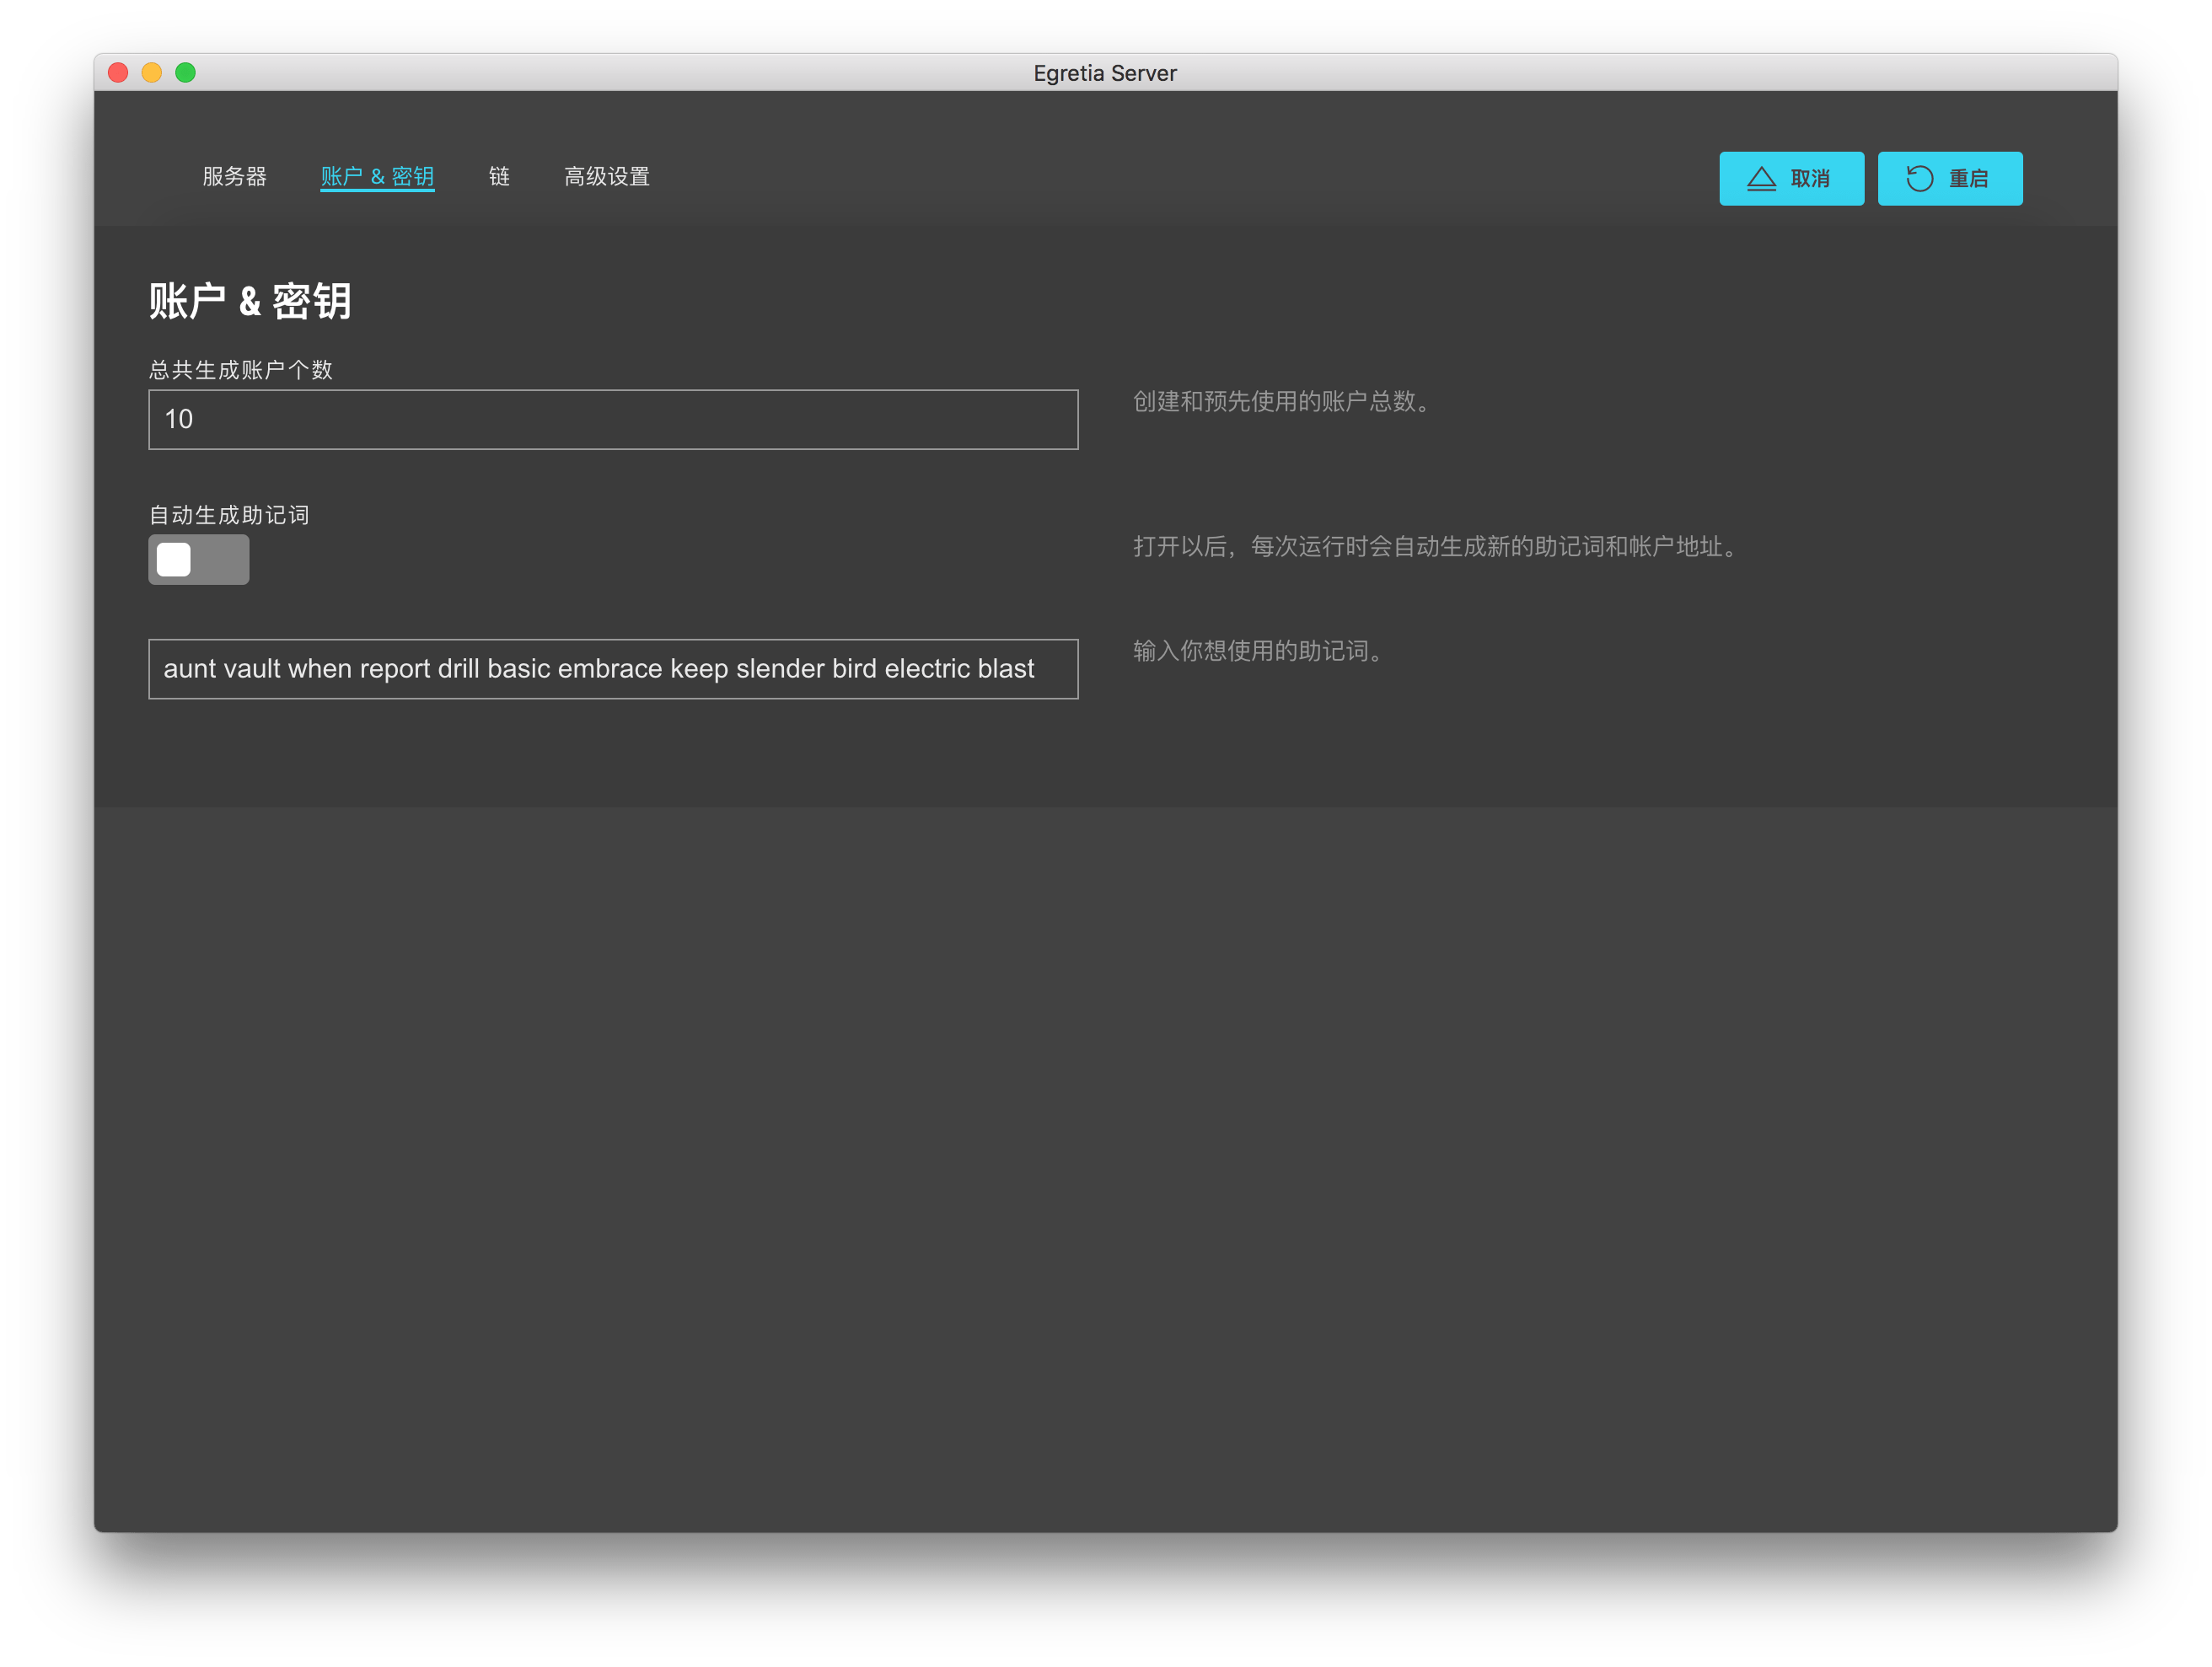 Egretia Server
服务器 账户 & 密钥 链 高级设置 取消 重启
账户 & 密钥
总共生成账户个数
10
创建和预先使用的账户总数。
自动生成助记词
打开以后，每次运行时会自动生成新的助记词和帐户地址。
aunt vault when report drill basic embrace keep slender bird electric blast
输入你想使用的助记词。